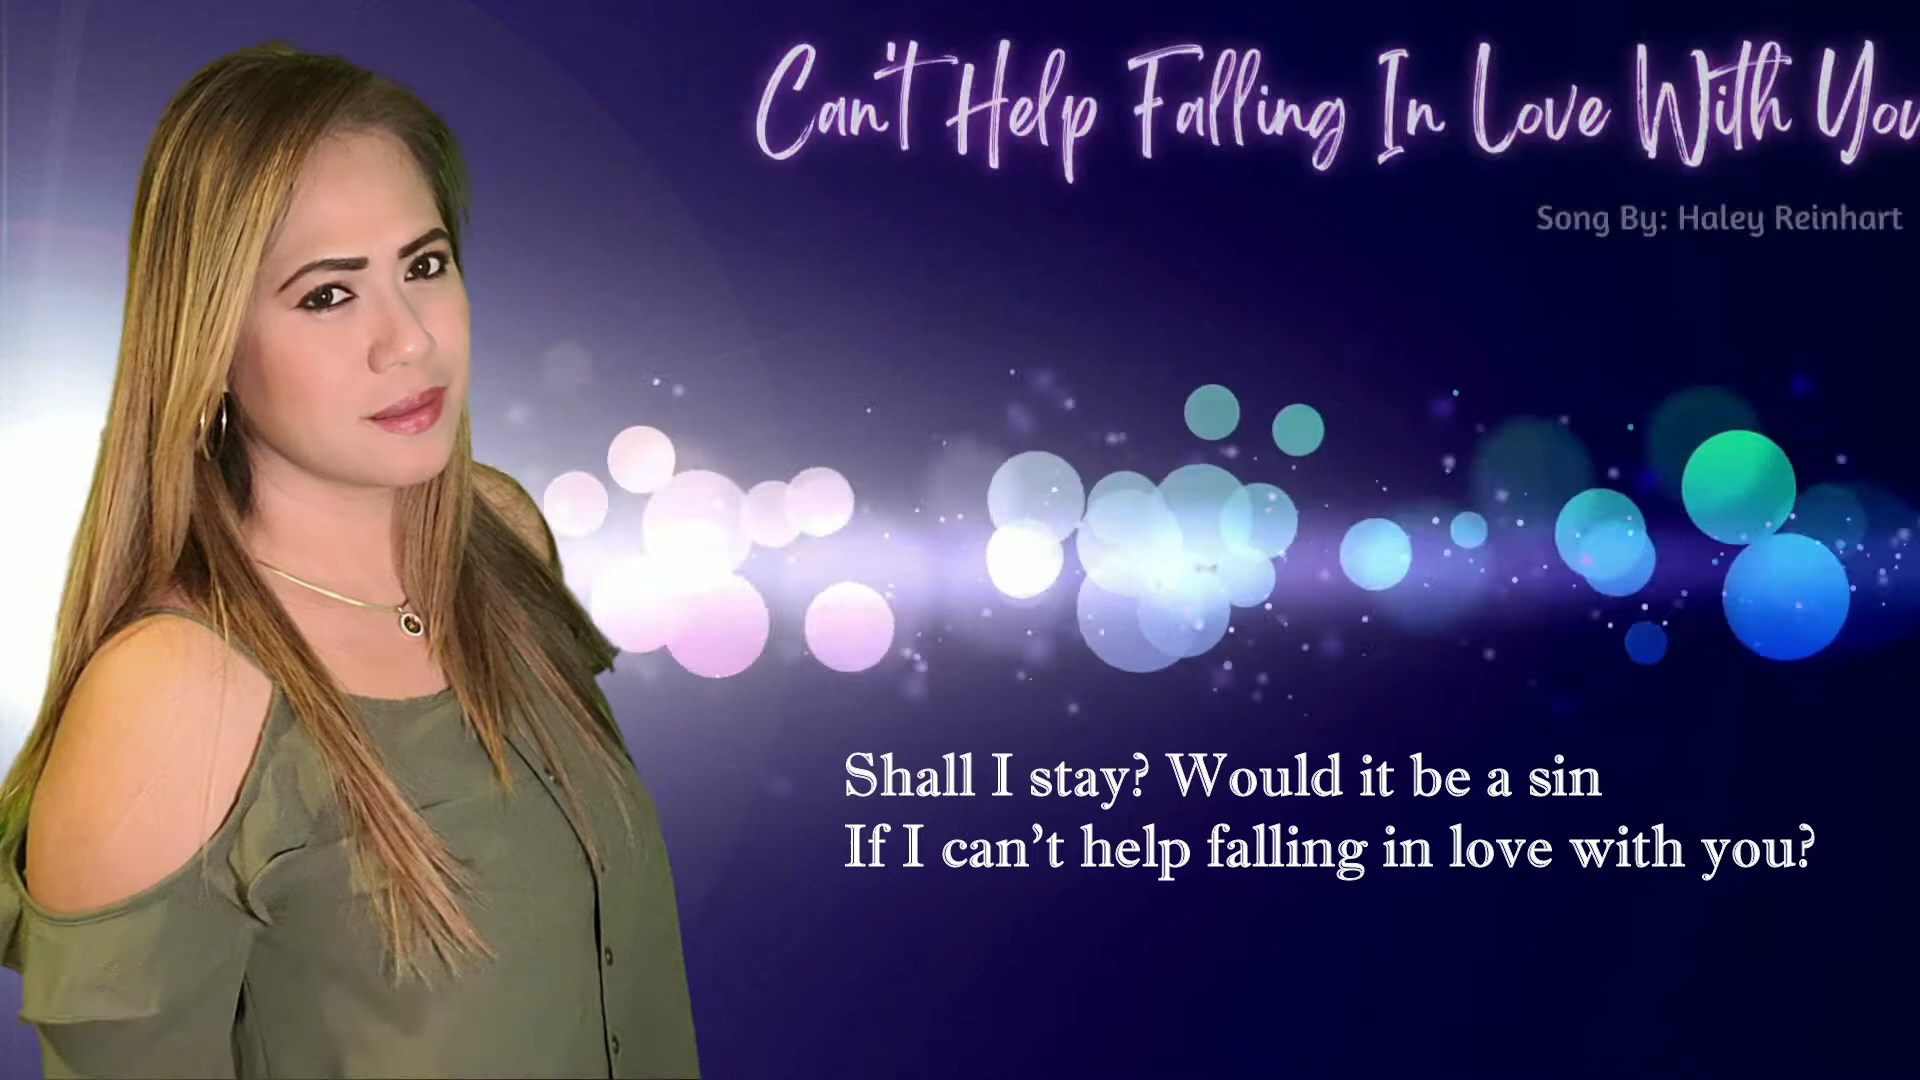 Can't Help Falling In Love With You
Song By: Haley Reinhart
Shall I stay? Would it be a sin
If I can’t help falling in love with you?